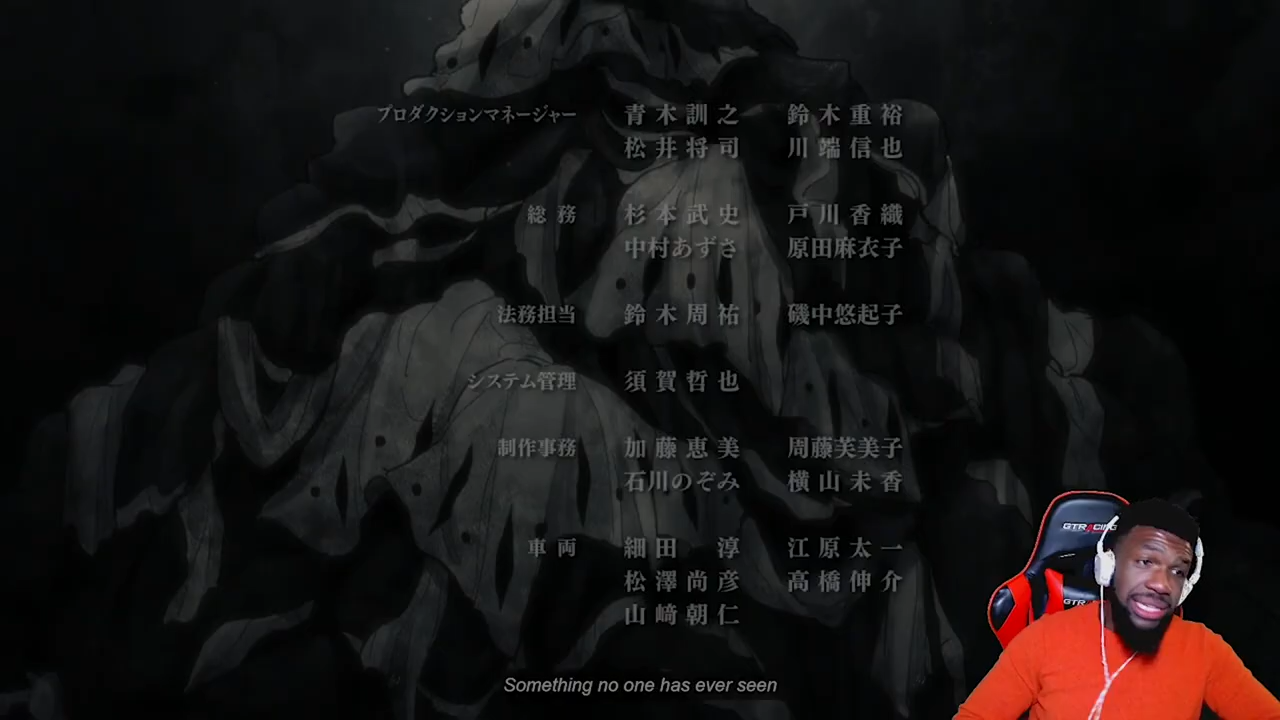 プロダクションマネージャー 青木訓之 鈴木重裕
松井将司 川端信也
総務 杉本武史 戸川香織
中村あずさ 原田麻衣子
法務担当 鈴木周祐 磯中悠起子
システム管理 須賀哲也
制作事務 加藤恵美 周藤芙美子
石川のぞみ 横山未香
車両 細田 淳 江原太一
松澤尚彦 高橋伸介
山﨑朝仁
GTRACING
GTR
Something no one has ever seen